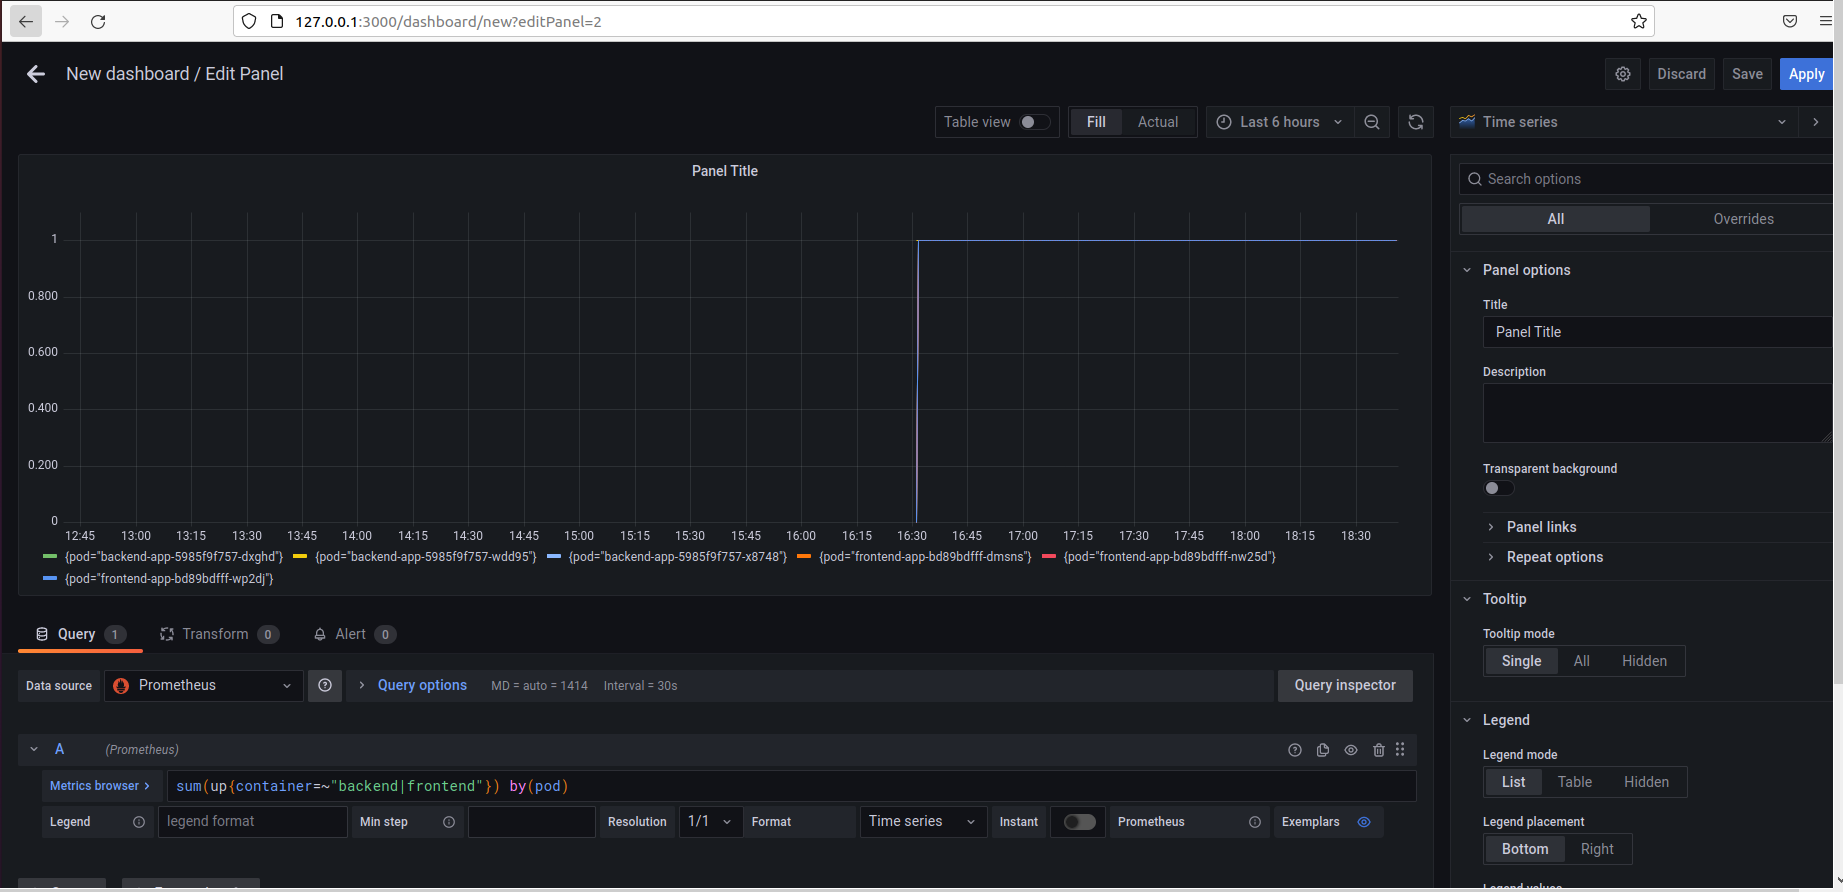 127.0.0.1:3000/dashboard/new?editPanel=2
New dashboard / Edit Panel
Discard Save Apply
Table view Fill Actual Last 6 hours Time series
Panel Title
Search options
All Overrides
1
0.800
0.600
0.400
0.200
0
12:45 13:00 13:15 13:30 13:45 14:00 14:15 14:30 14:45 15:00 15:15 15:30 15:45 16:00 16:15 16:30 16:45 17:00 17:15 17:30 17:45 18:00 18:15 18:30
{pod="backend-app-5985f9f757-dxghd"} {pod="backend-app-5985f9f757-wdd95"} {pod="backend-app-5985f9f757-x8748"} {pod="frontend-app-bd89bdfff-dmsns"} {pod="frontend-app-bd89bdfff-nw25d"}
{pod="frontend-app-bd89bdfff-wp2dj"}
Panel options
Title
Panel Title
Description
Transparent background
Panel links
Repeat options
Tooltip
Tooltip mode
Single All Hidden
Legend
Legend mode
List Table Hidden
Legend placement
Bottom Right
Query 1 Transform 0 Alert 0
Data source Prometheus Query options MD = auto = 1414 Interval = 30s Query inspector
A (Prometheus)
Metrics browser > sum(up{container=~"backend|frontend"}) by(pod)
Legend legend format Min step Resolution 1/1 Format Time series Instant Prometheus Exemplars